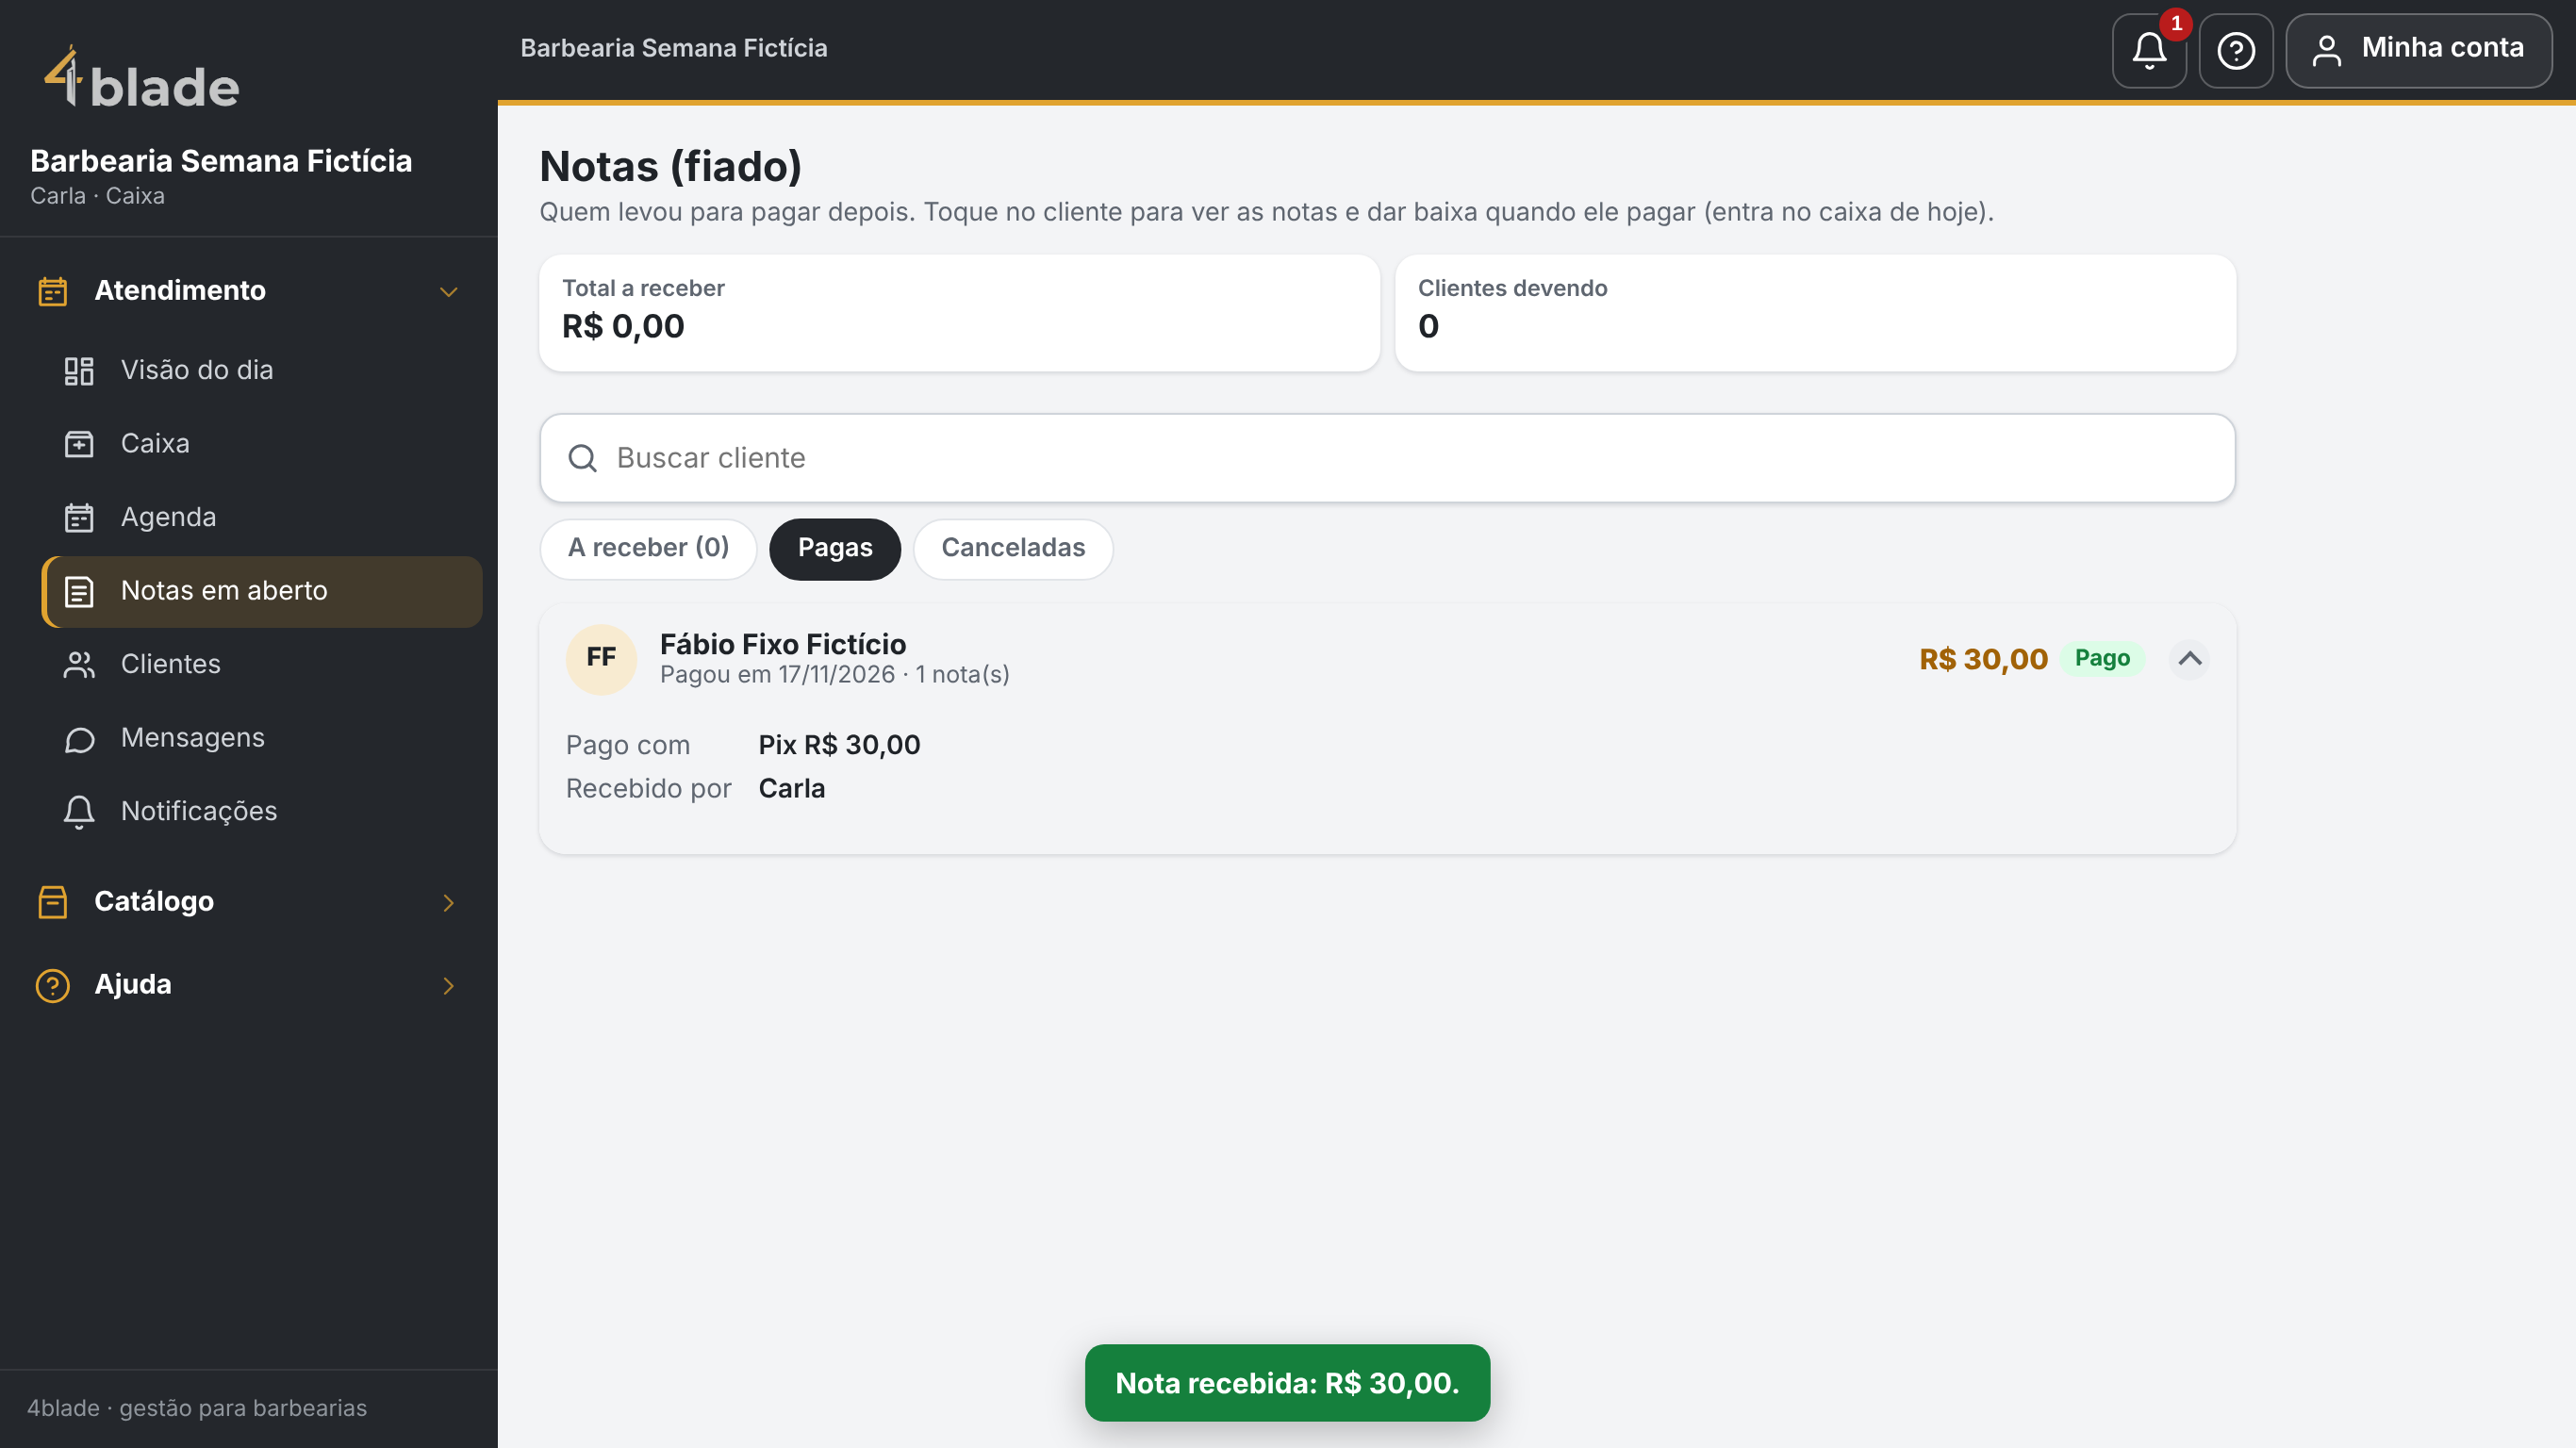 4blade
Barbearia Semana Fictícia
Carla · Caixa
Atendimento
Visão do dia
Caixa
Agenda
Notas em aberto
Clientes
Mensagens
Notificações
Catálogo
Ajuda
4blade · gestão para barbearias
Barbearia Semana Fictícia
1
Minha conta
Notas (fiado)
Quem levou para pagar depois. Toque no cliente para ver as notas e dar baixa quando ele pagar (entra no caixa de hoje).
Total a receber
R$ 0,00
Clientes devendo
0
Buscar cliente
A receber (0)
Pagas
Canceladas
FF
Fábio Fixo Fictício
Pagou em 17/11/2026 · 1 nota(s)
R$ 30,00
Pago
Pago com Pix R$ 30,00
Recebido por Carla
Nota recebida: R$ 30,00.